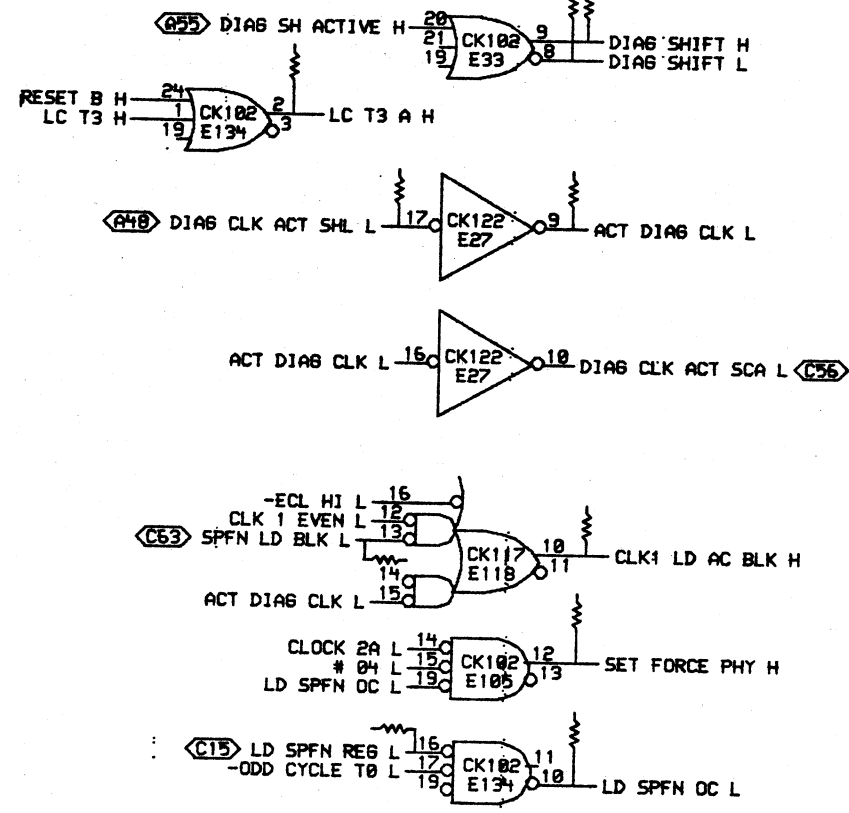 A55 DIAG SH ACTIVE H 20
21
19
CK102
E33
9 DIAG SHIFT H
8 DIAG SHIFT L
RESET B H 24
LC T3 H 1
19
CK102
E134
2
3 LC T3 A H
A48 DIAG CLK ACT SHL L 17
CK122
E27
9 ACT DIAG CLK L
ACT DIAG CLK L 16
CK122
E27
10 DIAG CLK ACT SCA L C56
-ECL HI L 16
CLK 1 EVEN L 12
C63 SPFN LD BLK L 13
14
ACT DIAG CLK L 15
CK117
E118
10
11 CLK1 LD AC BLK H
CLOCK 2A L 14
# 04 L 15
LD SPFN OC L 19
CK102
E105
12
13 SET FORCE PHY H
C15 LD SPFN REG L 16
-ODD CYCLE T0 L 17
19
CK102
E134
11
10 LD SPFN OC L